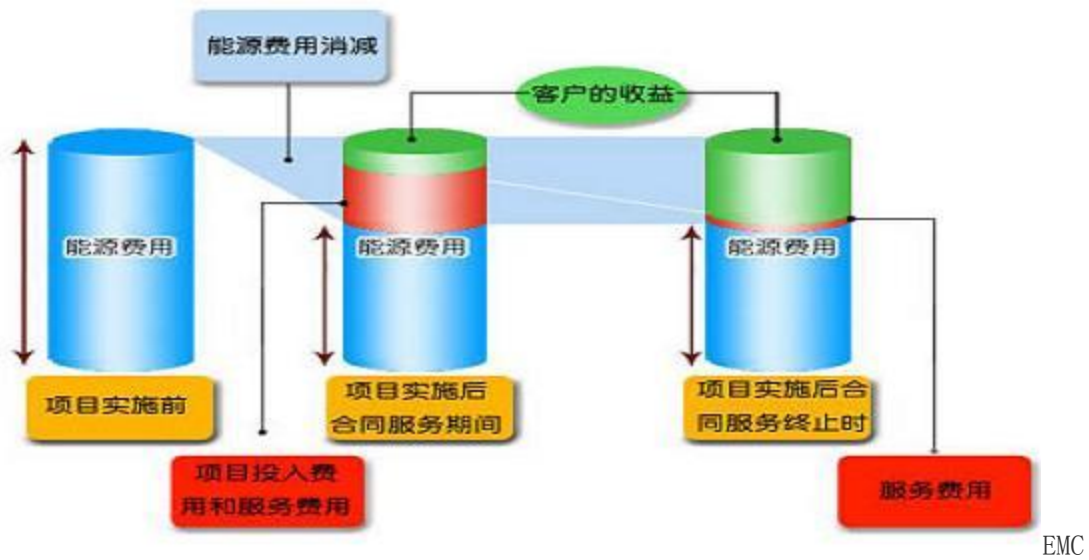 能源费用消减
客户的收益
能源费用
能源费用
能源费用
项目实施前
项目实施后
合同服务期间
项目实施后合
同服务终止时
项目投入费
用和服务费用
服务费用
EMC